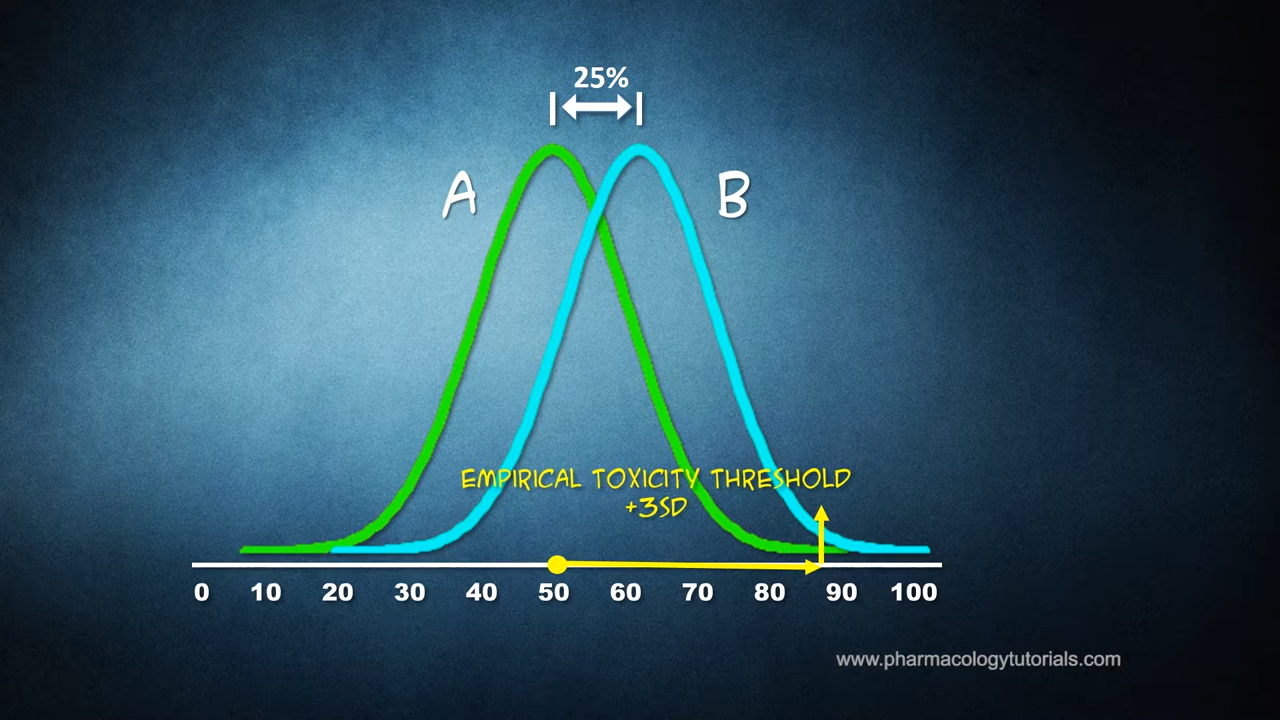 25%
A B
EMPIRICAL TOXICITY THRESHOLD
+3SD
0 10 20 30 40 50 60 70 80 90 100
www.pharmacologytutorials.com